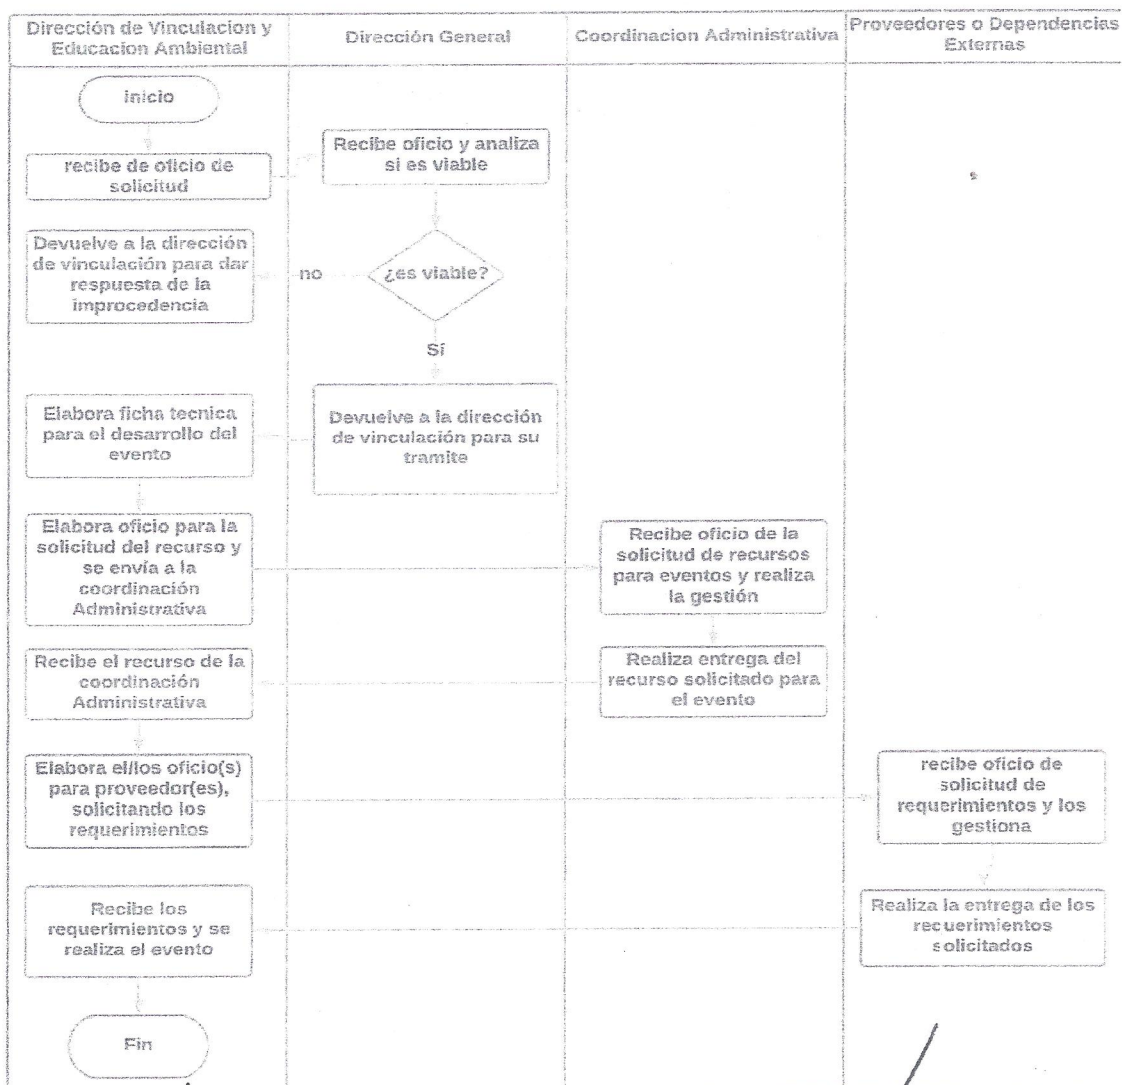 Dirección de Vinculacion y
Educacion Ambiental
Dirección General
Coordinacion Administrativa
Proveedores o Dependencias
Externas
inicio
recibe de oficio de
solicitud
Recibe oficio y analiza
si es viable
Devuelve a la dirección
de vinculación para dar
respuesta de la
improcedencia
no
¿es viable?
Sí
Elabora ficha tecnica
para el desarrollo del
evento
Devuelve a la dirección
de vinculación para su
tramite
Elabora oficio para la
solicitud del recurso y
se envía a la
coordinación
Administrativa
Recibe oficio de la
solicitud de recursos
para eventos y realiza
la gestión
Recibe el recurso de la
coordinación
Administrativa
Realiza entrega del
recurso solicitado para
el evento
Elabora el/los oficio(s)
para proveedor(es),
solicitando los
requerimientos
recibe oficio de
solicitud de
requerimientos y los
gestiona
Recibe los
requerimientos y se
realiza el evento
Realiza la entrega de los
recuerimientos
solicitados
Fin